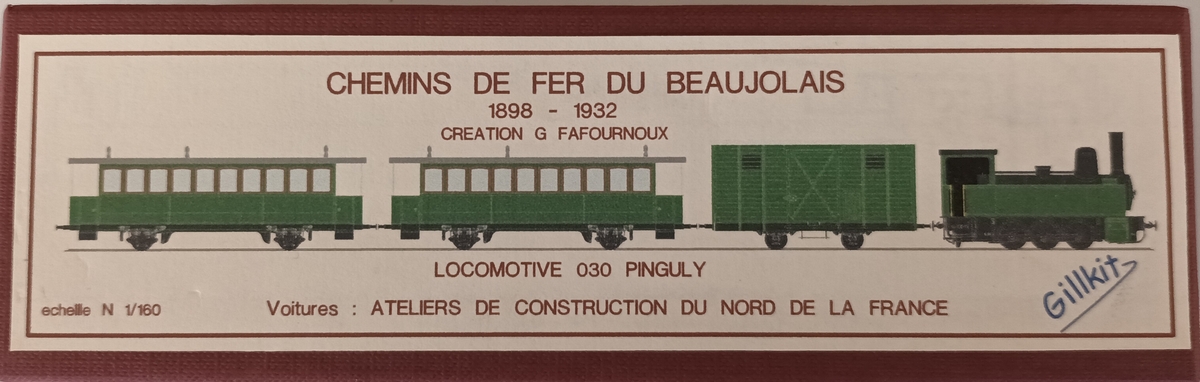 CHEMINS DE FER DU BEAUJOLAIS
1898 - 1932
CREATION G FAFOURNOUX
LOCOMOTIVE 030 PINGULY
echellle N 1/160
Voitures : ATELIERS DE CONSTRUCTION DU NORD DE LA FRANCE
Gillkit